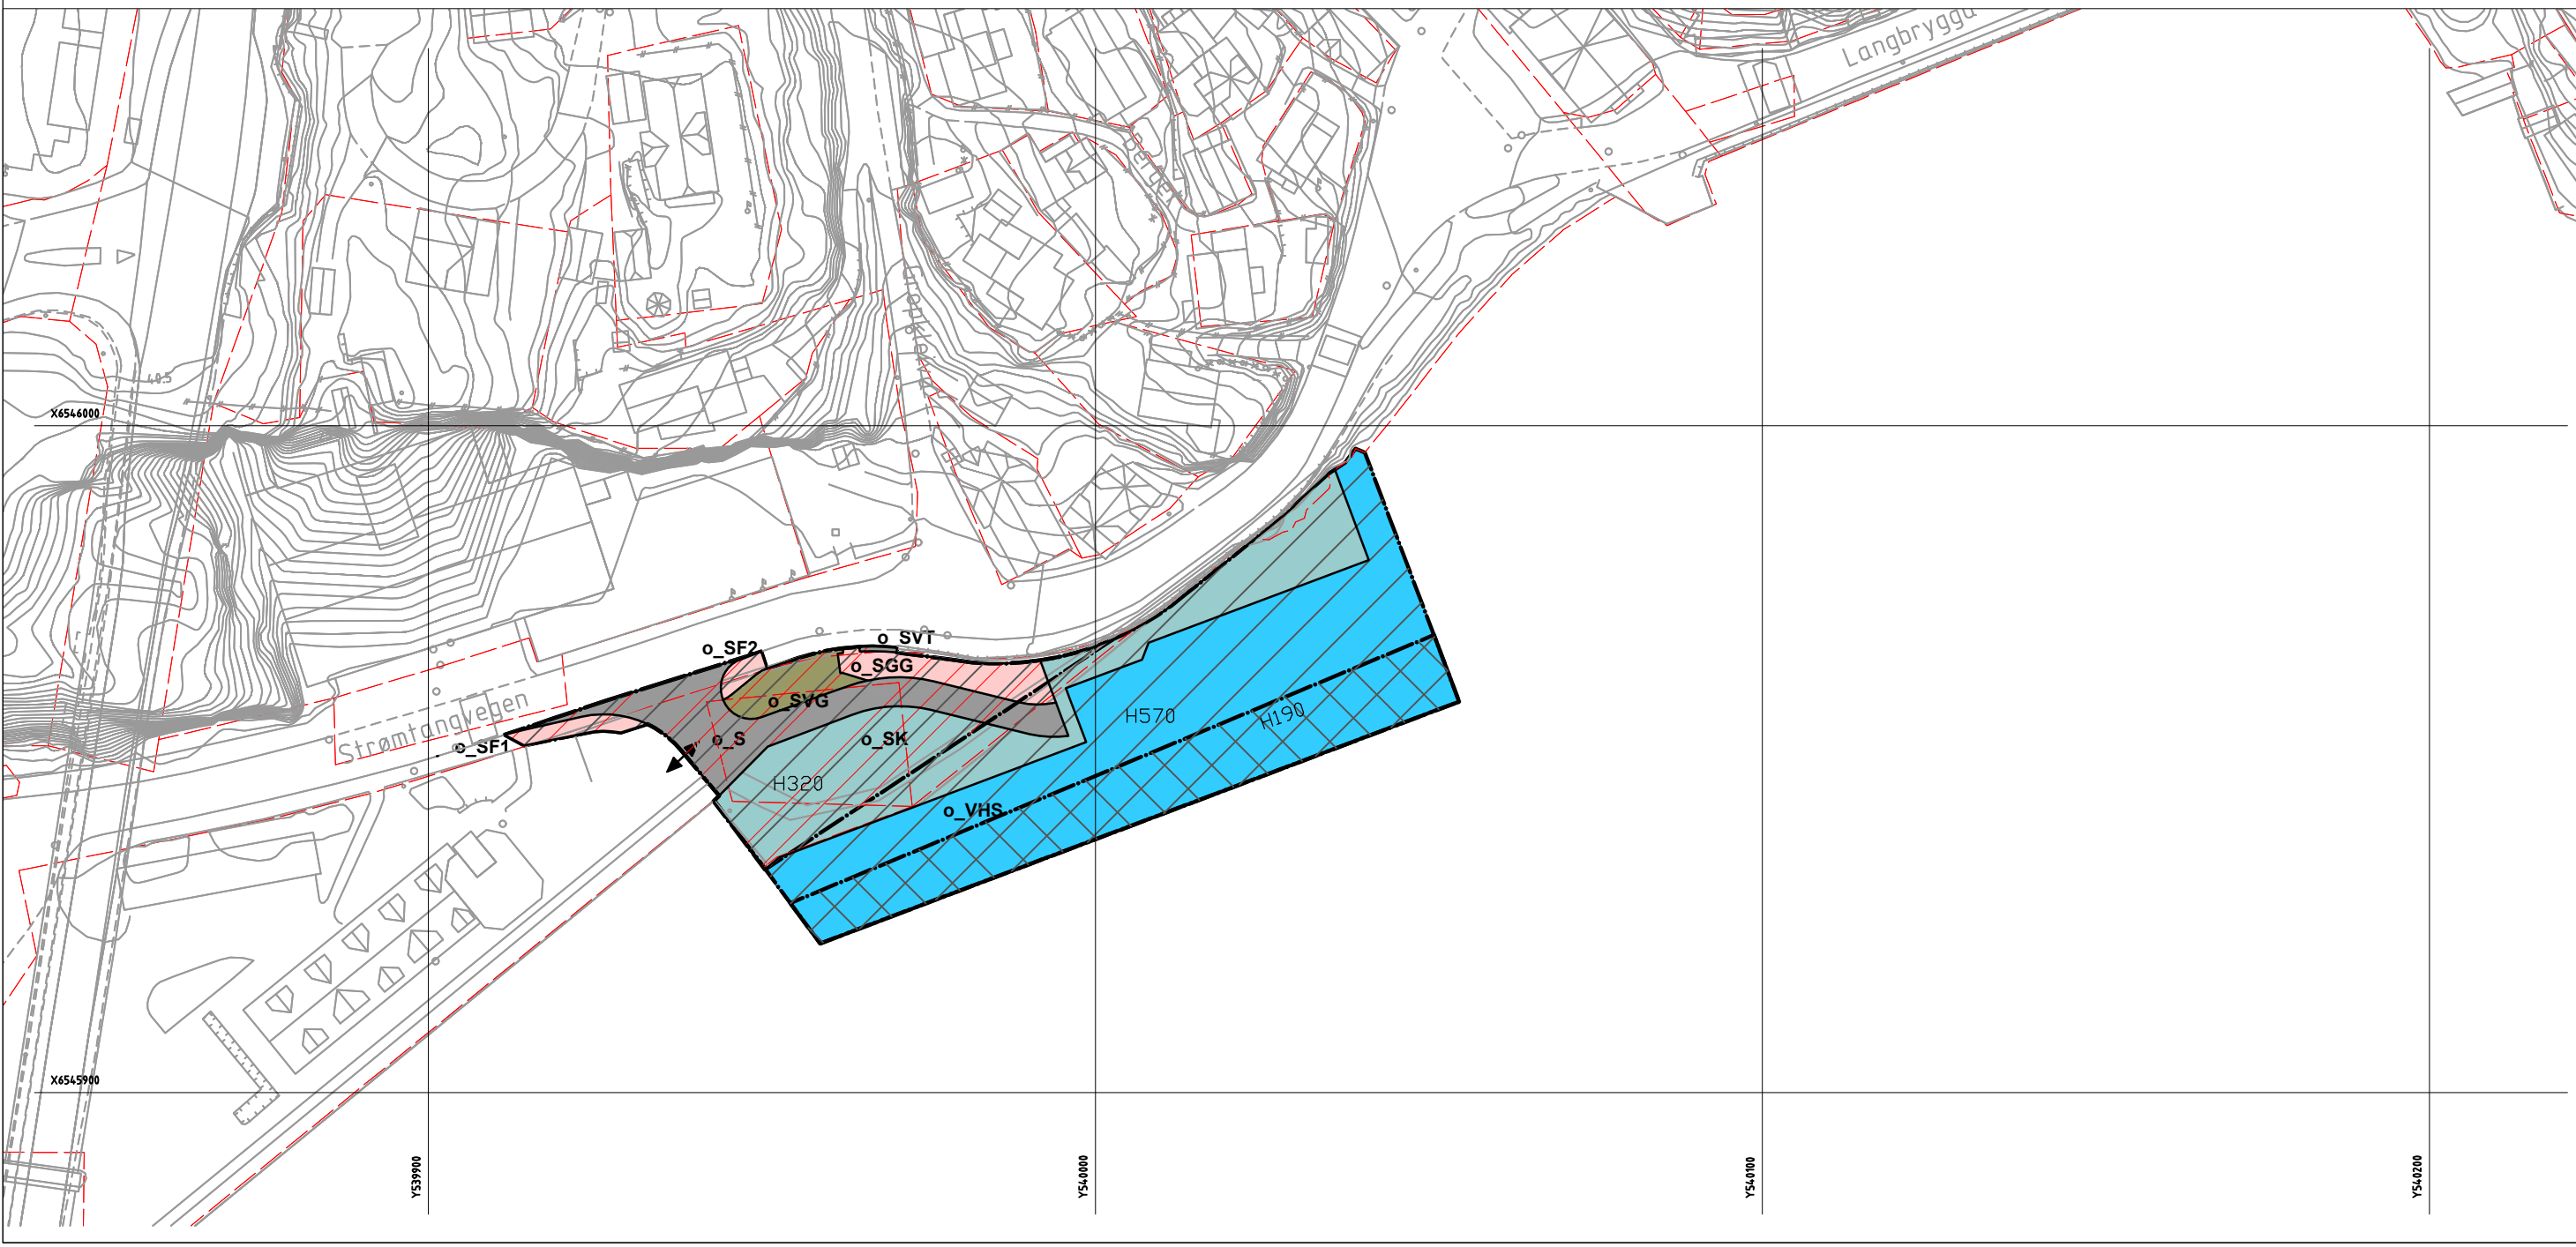 Langbrygga
40.5
X6546000
o_SF2
o_SVT
o_SGG
o_SVG
Strømtangvegen
o_SF1
o_S
o_SK
H570
H190
H320
o_VHS
X6545900
Y539900
Y540000
Y540100
Y540200